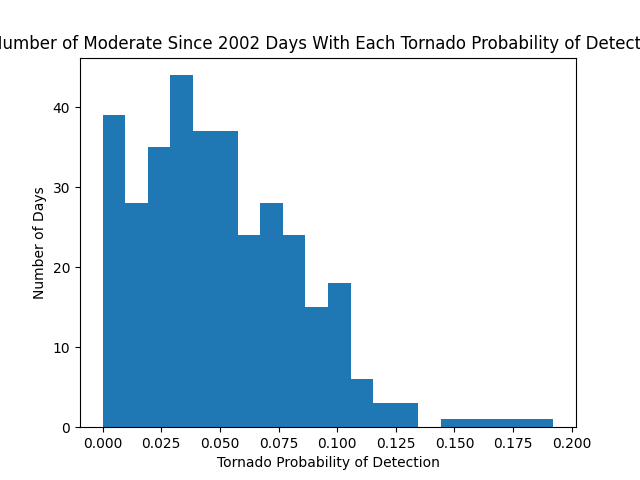 umber of Moderate Since 2002 Days With Each Tornado Probability of Detect
40
30
20
10
0
Number of Days
0.000 0.025 0.050 0.075 0.100 0.125 0.150 0.175 0.200
Tornado Probability of Detection